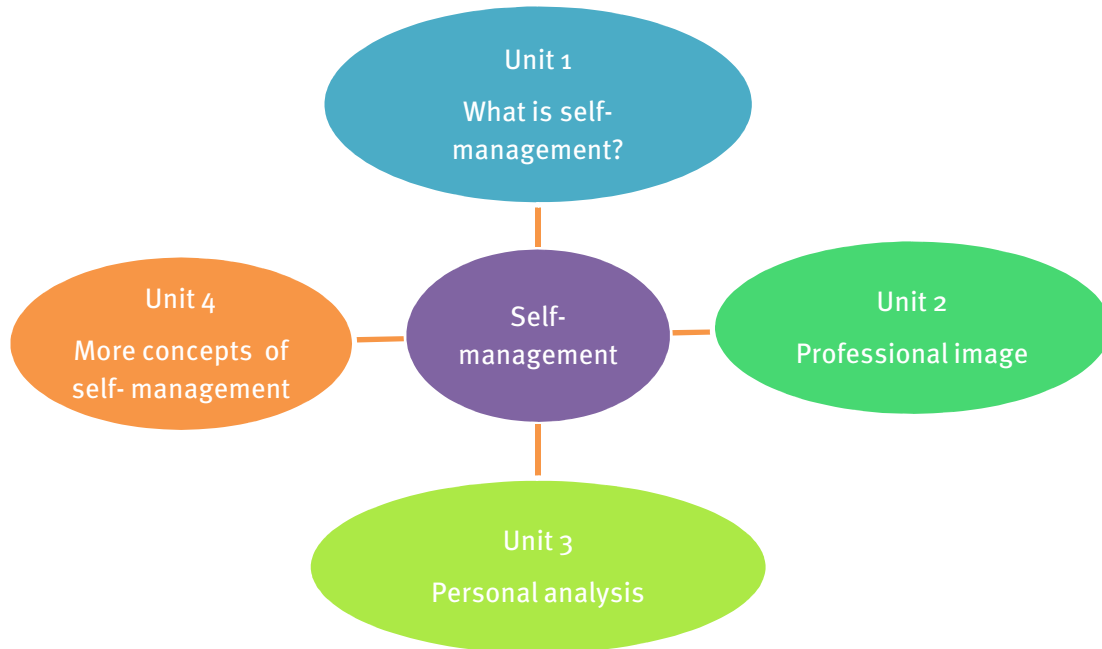 Unit 1
What is self-
management?
Unit 4
More concepts of
self- management
Self-
management
Unit 2
Professional image
Unit 3
Personal analysis